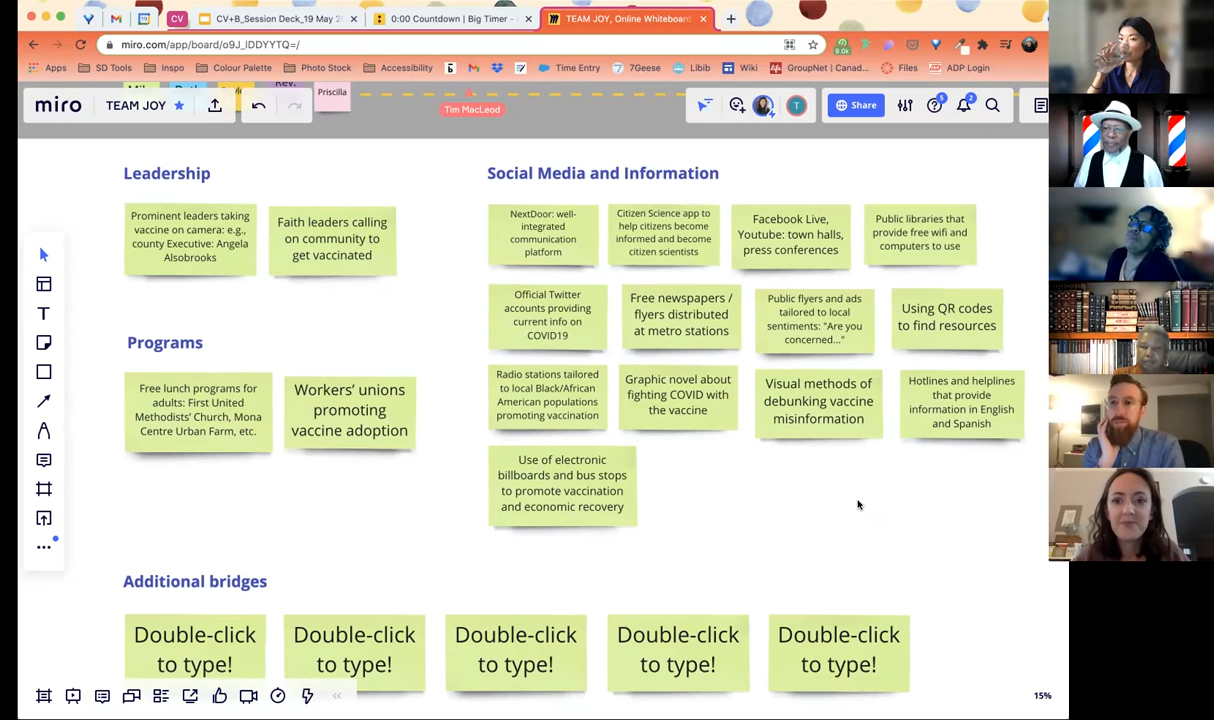 CV
CV+B_Session Deck_19 May 2
0:00 Countdown | Big Timer -
TEAM JOY, Online Whiteboard
miro.com/app/board/o9J_lDDYYTQ=/
9.0k
Apps
SD Tools
Inspo
Colour Palette
Photo Stock
Accessibility
Time Entry
7Geese
Libib
Wiki
GroupNet | Canad...
Files
ADP Login
Priscilla
miro
TEAM JOY
Tim MacLeod
T
Share
5
2
Leadership
Prominent leaders taking
vaccine on camera: e.g.,
county Executive: Angela
Alsobrooks
Faith leaders calling
on community to
get vaccinated
Programs
Free lunch programs for
adults: First United
Methodists' Church, Mona
Centre Urban Farm, etc.
Workers' unions
promoting
vaccine adoption
Social Media and Information
NextDoor: well-
integrated
communication
platform
Citizen Science app to
help citizens become
informed and become
citizen scientists
Facebook Live,
Youtube: town halls,
press conferences
Public libraries that
provide free wifi and
computers to use
Official Twitter
accounts providing
current info on
COVID19
Free newspapers /
flyers distributed
at metro stations
Public flyers and ads
tailored to local
sentiments: "Are you
concerned..."
Using QR codes
to find resources
Radio stations tailored
to local Black/African
American populations
promoting vaccination
Graphic novel about
fighting COVID with
the vaccine
Visual methods of
debunking vaccine
misinformation
Hotlines and helplines
that provide
information in English
and Spanish
Use of electronic
billboards and bus stops
to promote vaccination
and economic recovery
Additional bridges
Double-click
to type!
Double-click
to type!
Double-click
to type!
Double-click
to type!
Double-click
to type!
15%